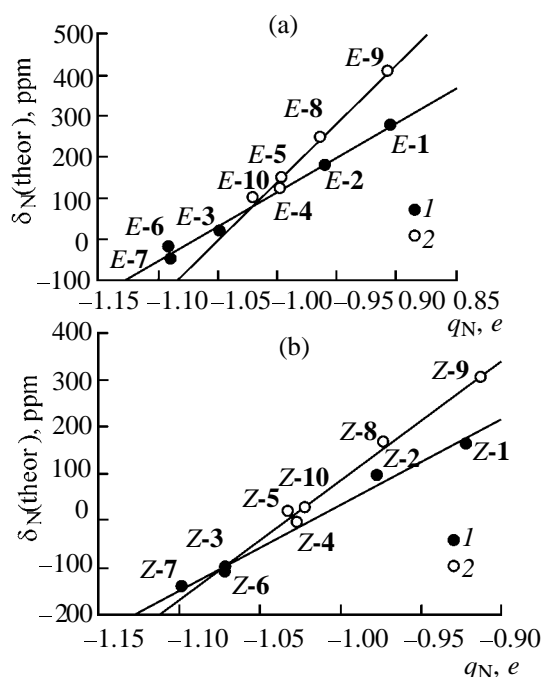 (a)
δN(theor), ppm
500
400
300
200
100
0
−100
E-9
E-8
E-5
E-10
E-1
E-2
E-4
E-3
E-6
E-7
1
2
−1.15 −1.10 −1.05 −1.00 −0.95 0.90 0.85
qN, e
(b)
δN(theor), ppm
400
300
200
100
0
−100
−200
Z-9
Z-8
Z-2
Z-1
Z-10
Z-5
Z-4
Z-3
Z-7
Z-6
1
2
−1.15 −1.10 −1.05 −1.00 −0.95 −0.90
qN, e